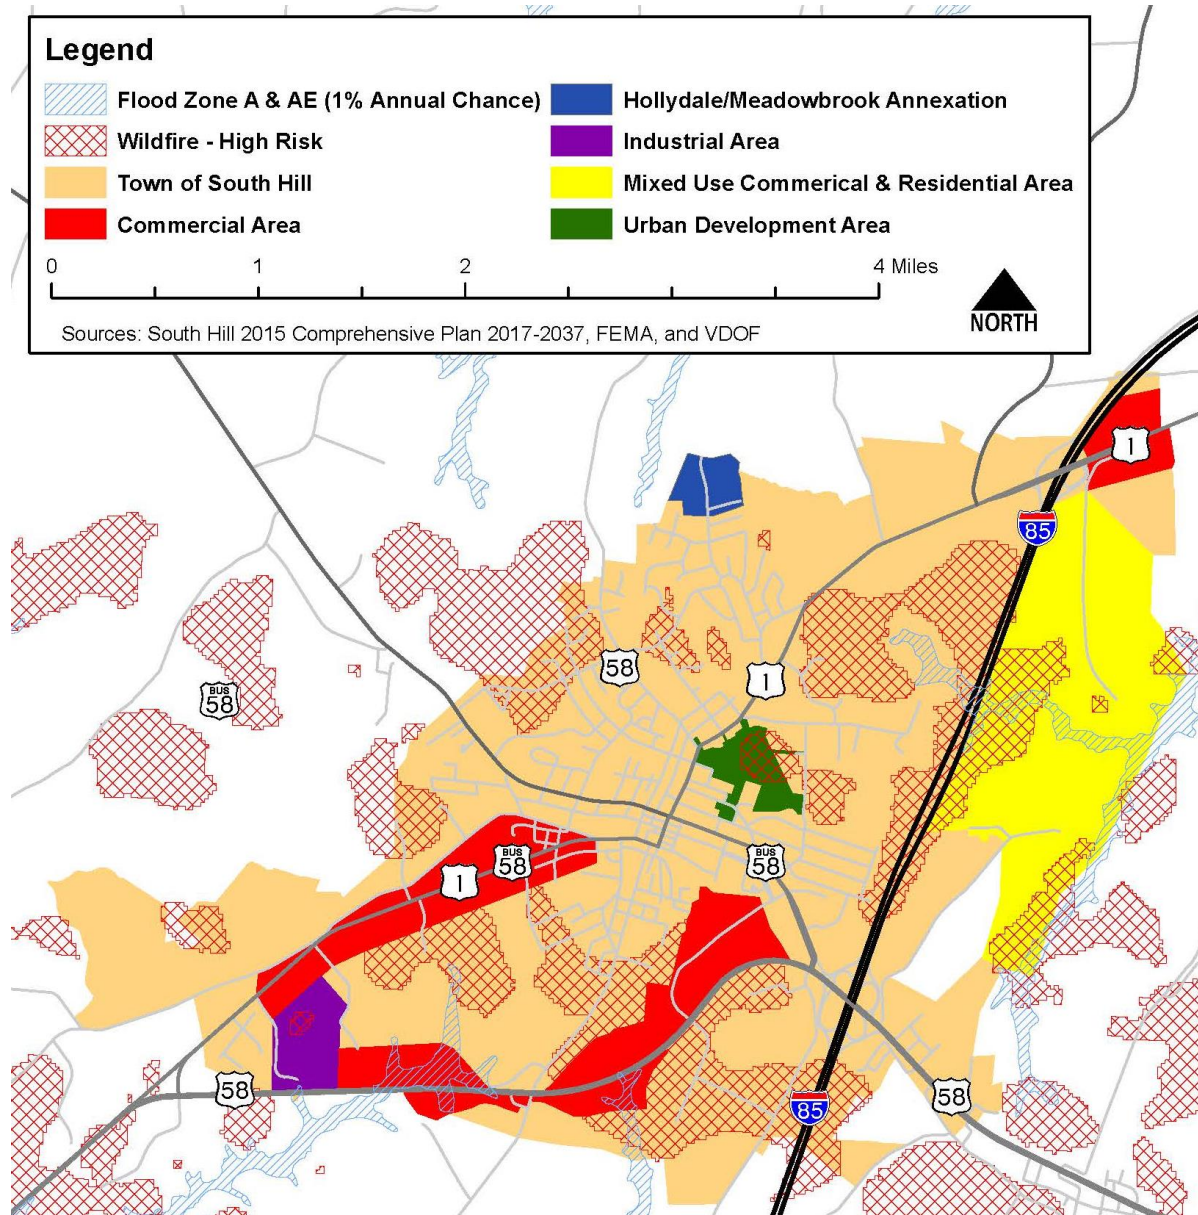 Legend
Flood Zone A & AE (1% Annual Chance)
Wildfire - High Risk
Town of South Hill
Commercial Area
Hollydale/Meadowbrook Annexation
Industrial Area
Mixed Use Commerical & Residential Area
Urban Development Area
0 1 2 4 Miles
NORTH
Sources: South Hill 2015 Comprehensive Plan 2017-2037, FEMA, and VDOF
1
85
58
1
BUS
58
BUS
58
BUS
58
1
58
85
58